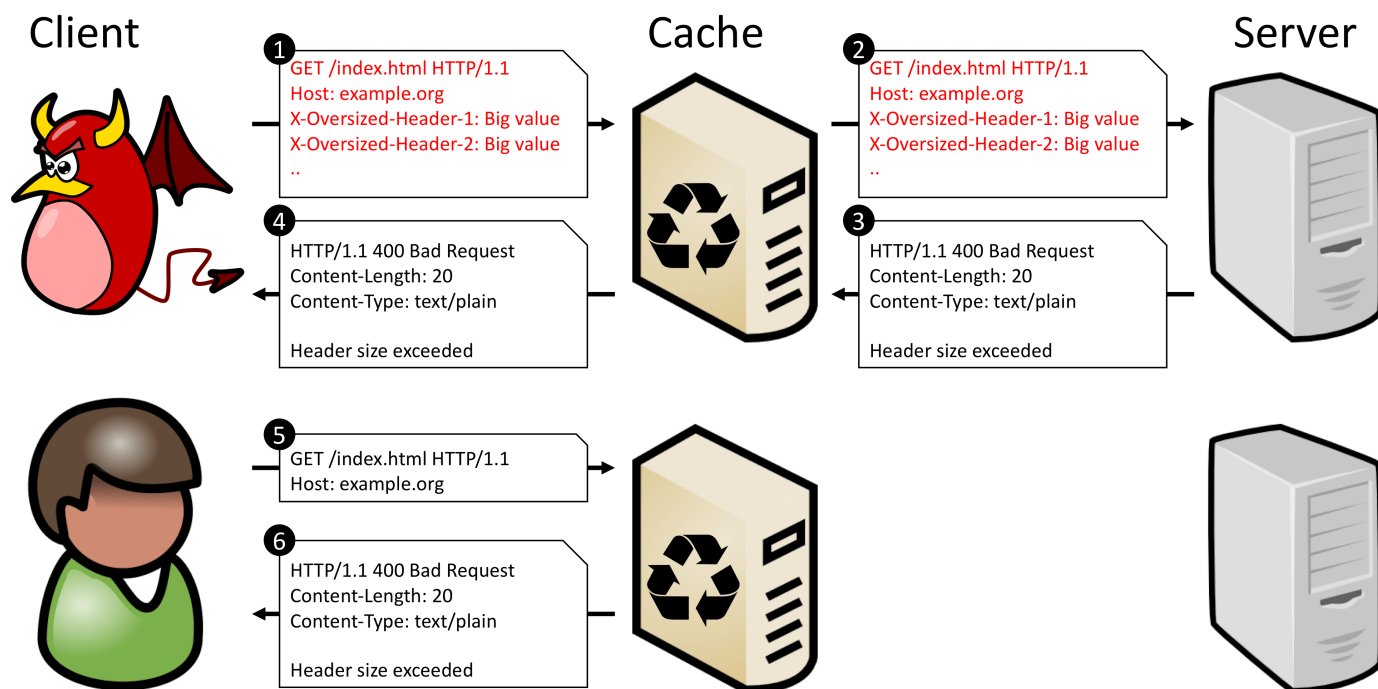 Client
Cache
Server
1
GET /index.html HTTP/1.1
Host: example.org
X-Oversized-Header-1: Big value
X-Oversized-Header-2: Big value
..
2
GET /index.html HTTP/1.1
Host: example.org
X-Oversized-Header-1: Big value
X-Oversized-Header-2: Big value
..
4
HTTP/1.1 400 Bad Request
Content-Length: 20
Content-Type: text/plain
Header size exceeded
3
HTTP/1.1 400 Bad Request
Content-Length: 20
Content-Type: text/plain
Header size exceeded
5
GET /index.html HTTP/1.1
Host: example.org
6
HTTP/1.1 400 Bad Request
Content-Length: 20
Content-Type: text/plain
Header size exceeded